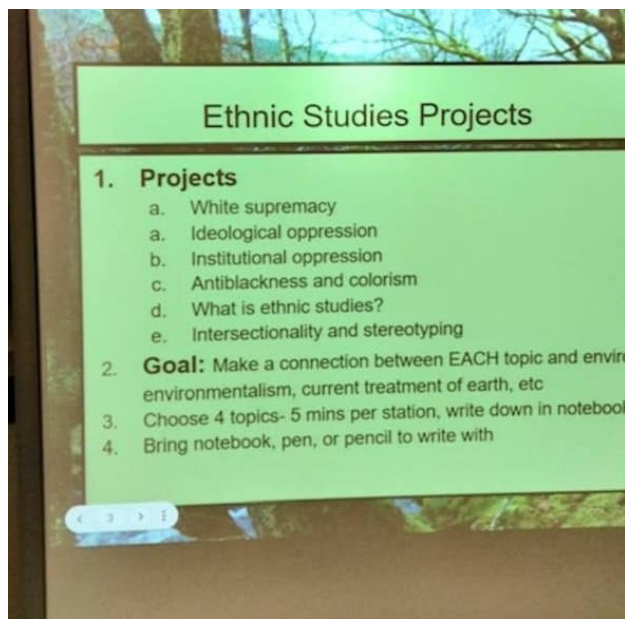 Ethnic Studies Projects
1. Projects
a. White supremacy
a. Ideological oppression
b. Institutional oppression
c. Antiblackness and colorism
d. What is ethnic studies?
e. Intersectionality and stereotyping
2. Goal: Make a connection between EACH topic and
environmentalism, current treatment of earth, etc
3. Choose 4 topics- 5 mins per station, write down in
4. Bring notebook, pen, or pencil to write with
3